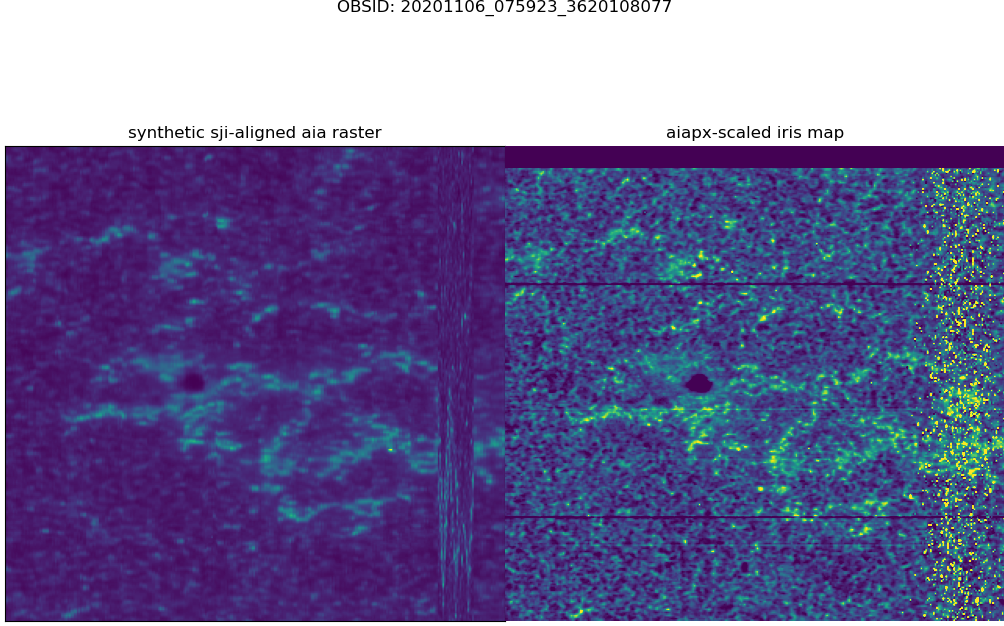 OBSID: 20201106_075923_3620108077
synthetic sji-aligned aia raster
aiapx-scaled iris map